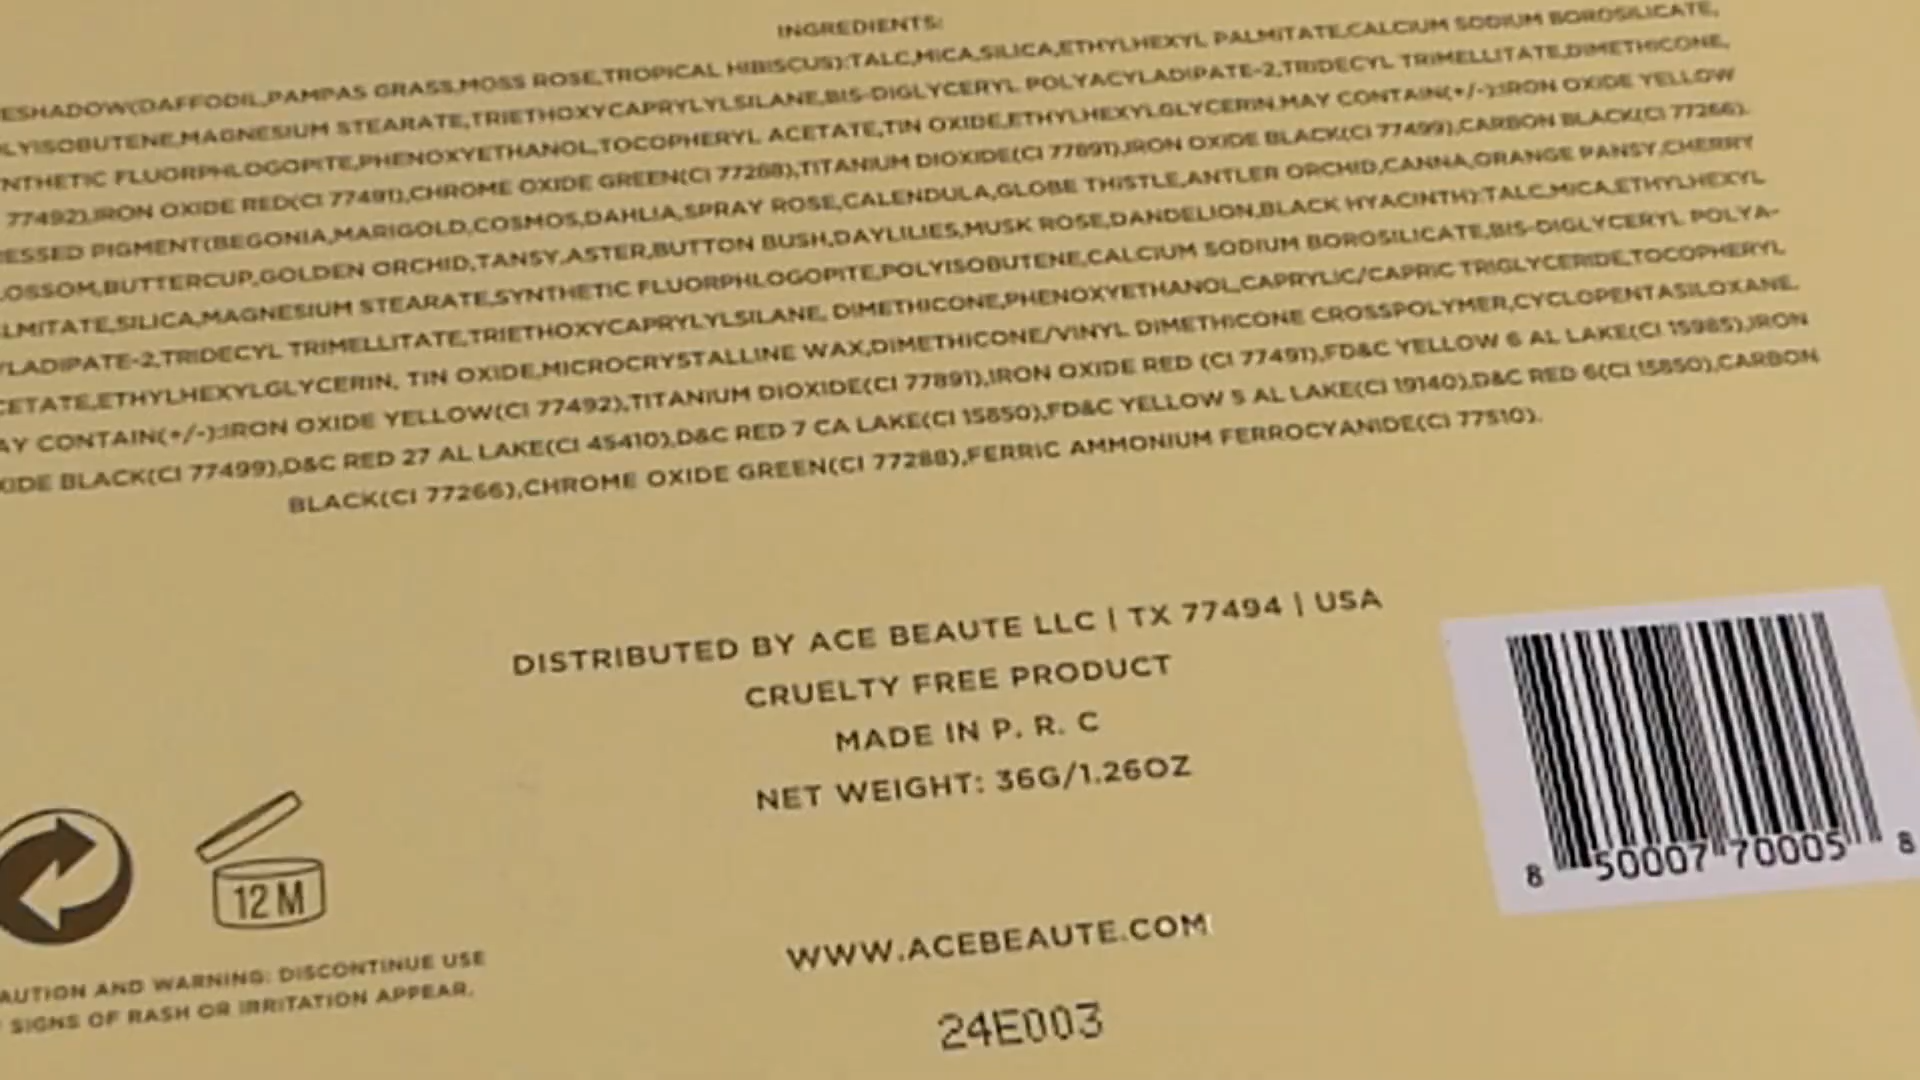 INGREDIENTS:
ESHADOW(DAFFODIL,PAMPAS GRASS,MOSS ROSE,TROPICAL HIBISCUS):TALC,MICA,SILICA,ETHYLHEXYL PALMITATE,CALCIUM SODIUM BOROSILICATE,
OLYISOBUTENE,MAGNESIUM STEARATE,TRIETHOXYCAPRYLYLSILANE,BIS-DIGLYCERYL POLYACYLADIPATE-2,TRIDECYL TRIMELLITATE,DIMETHICONE,
NTHETIC FLUORPHLOGOPITE,PHENOXYETHANOL,TOCOPHERYL ACETATE,TIN OXIDE,ETHYLHEXYLGLYCERIN.MAY CONTAIN(+/-):IRON OXIDE YELLOW
77492),IRON OXIDE RED(CI 77491),CHROME OXIDE GREEN(CI 77288),TITANIUM DIOXIDE(CI 77891),IRON OXIDE BLACK(CI 77499),CARBON BLACK(CI 77266).
ESSED PIGMENT(BEGONIA,MARIGOLD,COSMOS,DAHLIA,SPRAY ROSE,CALENDULA,GLOBE THISTLE,ANTLER ORCHID,CANNA,ORANGE PANSY,CHERRY
LOSSOM,BUTTERCUP,GOLDEN ORCHID,TANSY,ASTER,BUTTON BUSH,DAYLILIES,MUSK ROSE,DANDELION,BLACK HYACINTH):TALC,MICA,ETHYLHEXYL
LMITATE,SILICA,MAGNESIUM STEARATE,SYNTHETIC FLUORPHLOGOPITE,POLYISOBUTENE,CALCIUM SODIUM BOROSILICATE,BIS-DIGLYCERYL POLYA-
YLADIPATE-2,TRIDECYL TRIMELLITATE,TRIETHOXYCAPRYLYLSILANE, DIMETHICONE,PHENOXYETHANOL,CAPRYLIC/CAPRIC TRIGLYCERIDE,TOCOPHERYL
CETATE,ETHYLHEXYLGLYCERIN, TIN OXIDE,MICROCRYSTALLINE WAX,DIMETHICONE/VINYL DIMETHICONE CROSSPOLYMER,CYCLOPENTASILOXANE.
AY CONTAIN(+/-):IRON OXIDE YELLOW(CI 77492),TITANIUM DIOXIDE(CI 77891),IRON OXIDE RED (CI 77491),FD&C YELLOW 6 AL LAKE(CI 15985),IRON
XIDE BLACK(CI 77499),D&C RED 27 AL LAKE(CI 45410),D&C RED 7 CA LAKE(CI 15850),FD&C YELLOW 5 AL LAKE(CI 19140),D&C RED 6(CI 15850),CARBON
BLACK(CI 77266),CHROME OXIDE GREEN(CI 77288),FERRIC AMMONIUM FERROCYANIDE(CI 77510).
DISTRIBUTED BY ACE BEAUTE LLC | TX 77494 | USA
CRUELTY FREE PRODUCT
MADE IN P. R. C
NET WEIGHT: 36G/1.26OZ
8 50007 70005 8
12 M
WWW.ACEBEAUTE.COM
AUTION AND WARNING: DISCONTINUE USE
SIGNS OF RASH OR IRRITATION APPEAR.
24E003